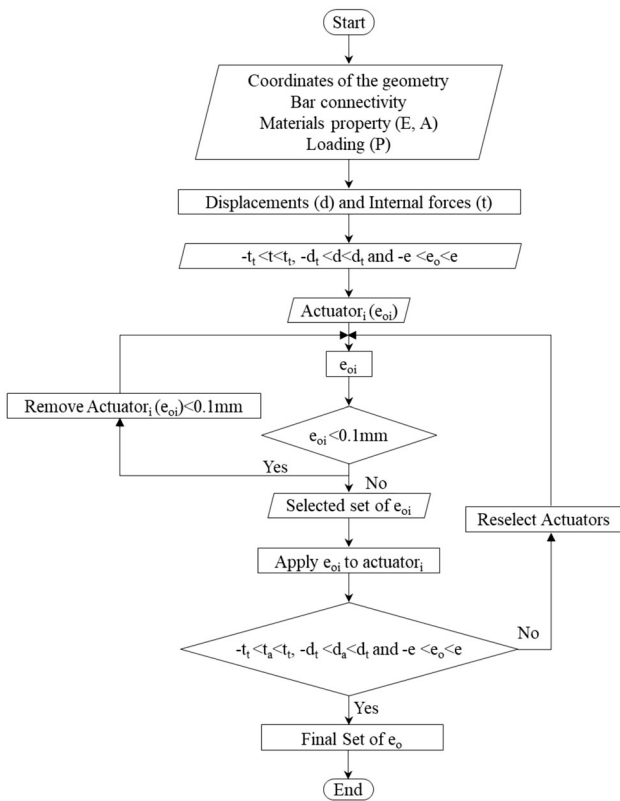 Start
Coordinates of the geometry
Bar connectivity
Materials property (E, A)
Loading (P)
Displacements (d) and Internal forces (t)
-tₜ <t<tₜ, -dₜ <d<dₜ and -e <eₒ<e
Actuatorᵢ (eₒᵢ)
eₒᵢ
Remove Actuatorᵢ (eₒᵢ)<0.1mm
eₒᵢ<0.1mm
Yes
No
Selected set of eₒᵢ
Reselect Actuators
Apply eₒᵢ to actuatorᵢ
No
-tₜ <tₐ<tₜ, -dₜ <dₐ<dₜ and -e <eₒ<e
Yes
Final Set of eₒ
End